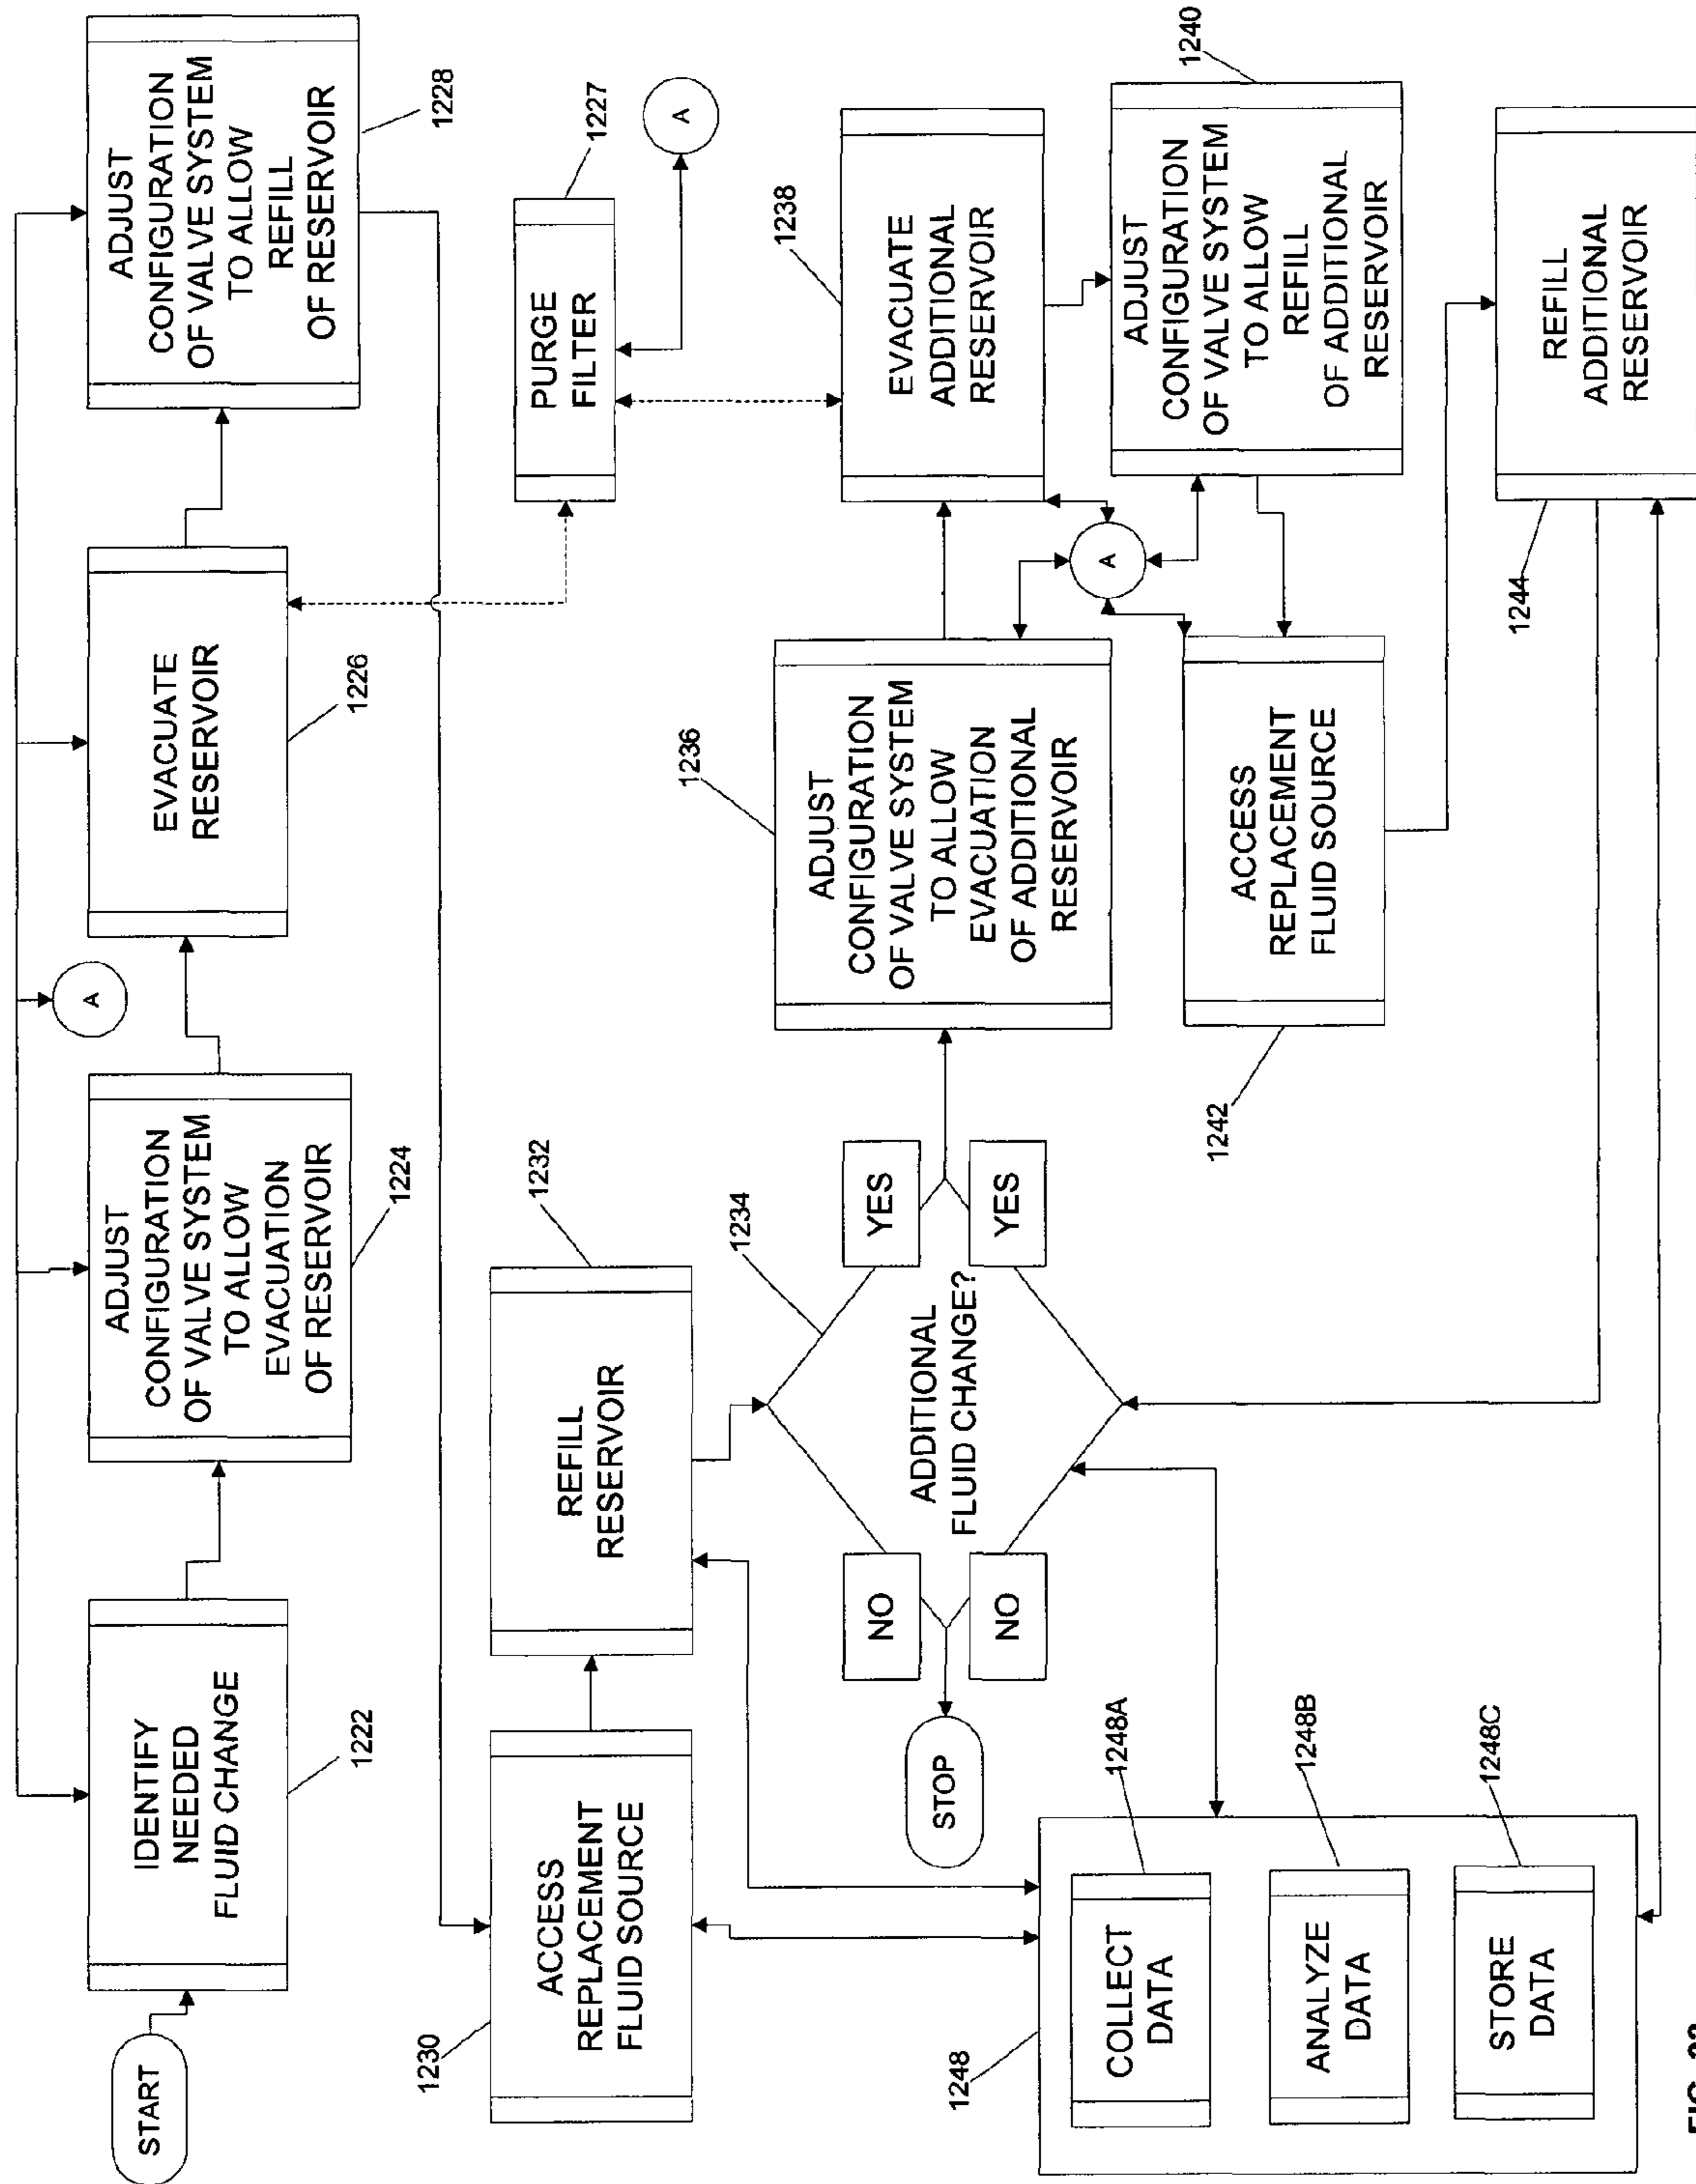 START
IDENTIFY
NEEDED
FLUID CHANGE
1222
ADJUST
CONFIGURATION
OF VALVE SYSTEM
TO ALLOW
EVACUATION
OF RESERVOIR
1224
A
EVACUATE
RESERVOIR
1226
ADJUST
CONFIGURATION
OF VALVE SYSTEM
TO ALLOW
REFILL
OF RESERVOIR
1228
PURGE
FILTER
1227
A
1230
ACCESS
REPLACEMENT
FLUID SOURCE
REFILL
RESERVOIR
1232
1234
ADDITIONAL
FLUID CHANGE?
NO
NO
YES
YES
STOP
1236
ADJUST
CONFIGURATION
OF VALVE SYSTEM
TO ALLOW
EVACUATION
OF ADDITIONAL
RESERVOIR
1238
EVACUATE
ADDITIONAL
RESERVOIR
A
1240
ADJUST
CONFIGURATION
OF VALVE SYSTEM
TO ALLOW
REFILL
OF ADDITIONAL
RESERVOIR
1242
ACCESS
REPLACEMENT
FLUID SOURCE
1244
REFILL
ADDITIONAL
RESERVOIR
1248
COLLECT
DATA
1248A
ANALYZE
DATA
1248B
STORE
DATA
1248C
FIG.